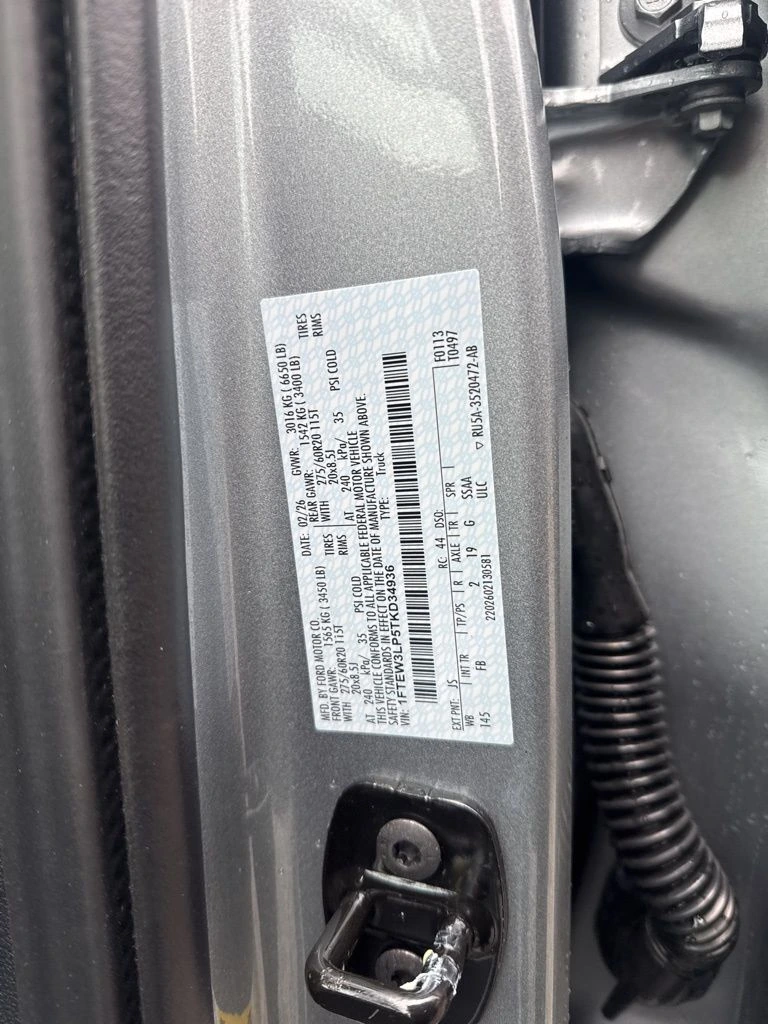 MFD. BY FORD MOTOR CO.
DATE: 02/26 GVWR: 3016 KG ( 6650 LB)
FRONT GAWR: 1565 KG ( 3450 LB) REAR GAWR: 1542 KG ( 3400 LB)
WITH 275/60R20 115T TIRES WITH 275/60R20 115T TIRES
20x8.5J RIMS 20x8.5J RIMS
AT 240 kPa/ 35 PSI COLD AT 240 kPa/ 35 PSI COLD
THIS VEHICLE CONFORMS TO ALL APPLICABLE FEDERAL MOTOR VEHICLE
SAFETY STANDARDS IN EFFECT ON THE DATE OF MANUFACTURE SHOWN ABOVE.
VIN: 1FTEW3LP5TKD34936 TYPE: Truck
F0113
EXT PNT: JS RC: 44 DSO: T0497
WB INT TR TP/PS R AXLE TR SPR
145 FB 2 19 G SSAA
2202602130581 ULC ▽ RU5A-3520472-AB